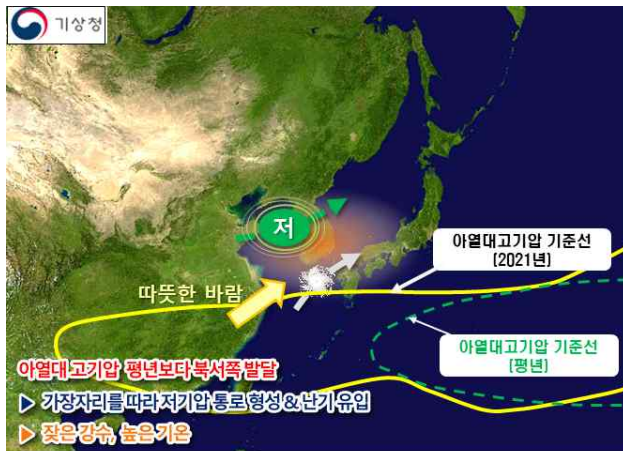 기상청
저
아열대고기압 기준선
(2021년)
따뜻한 바람
아열대고기압 기준선
(평년)
아열대 고기압 평년보다 북서쪽 발달
▶ 가장자리를 따라 저기압 통로 형성 & 난기 유입
▶ 잦은 강수, 높은 기온